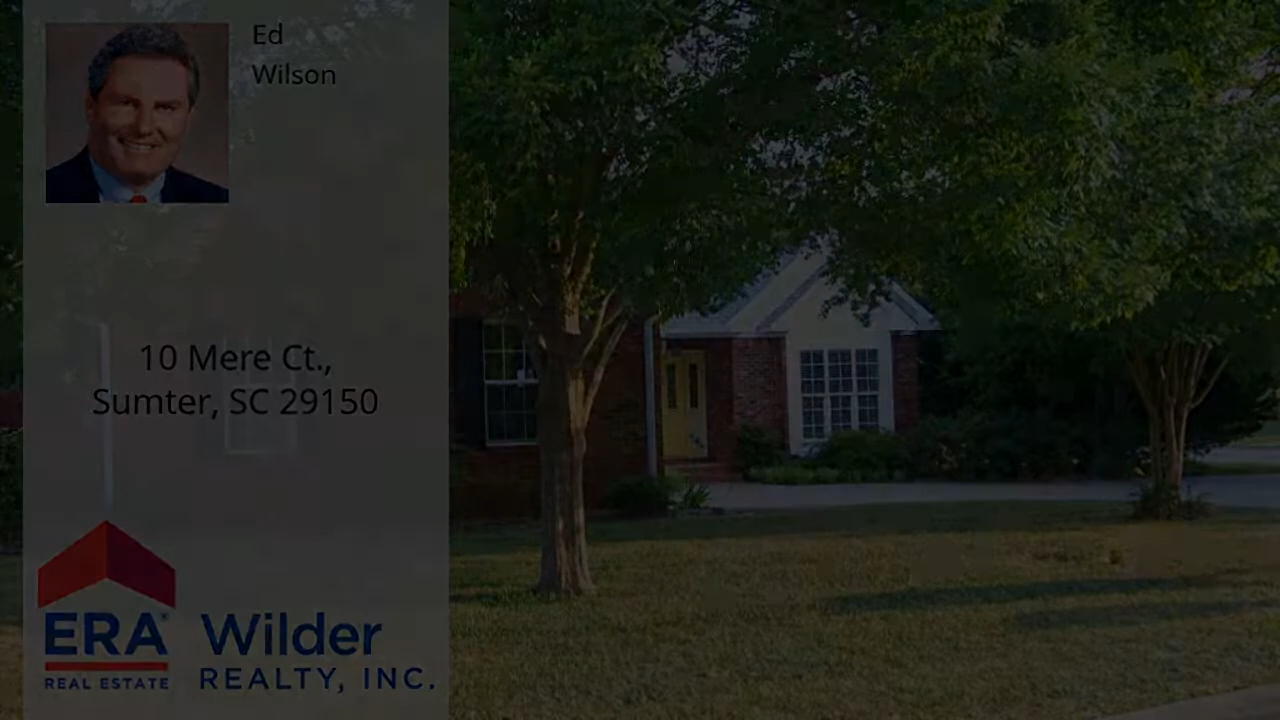 Ed
Wilson
10 Mere Ct.,
Sumter, SC 29150
ERA®
REAL ESTATE
Wilder
REALTY, INC.